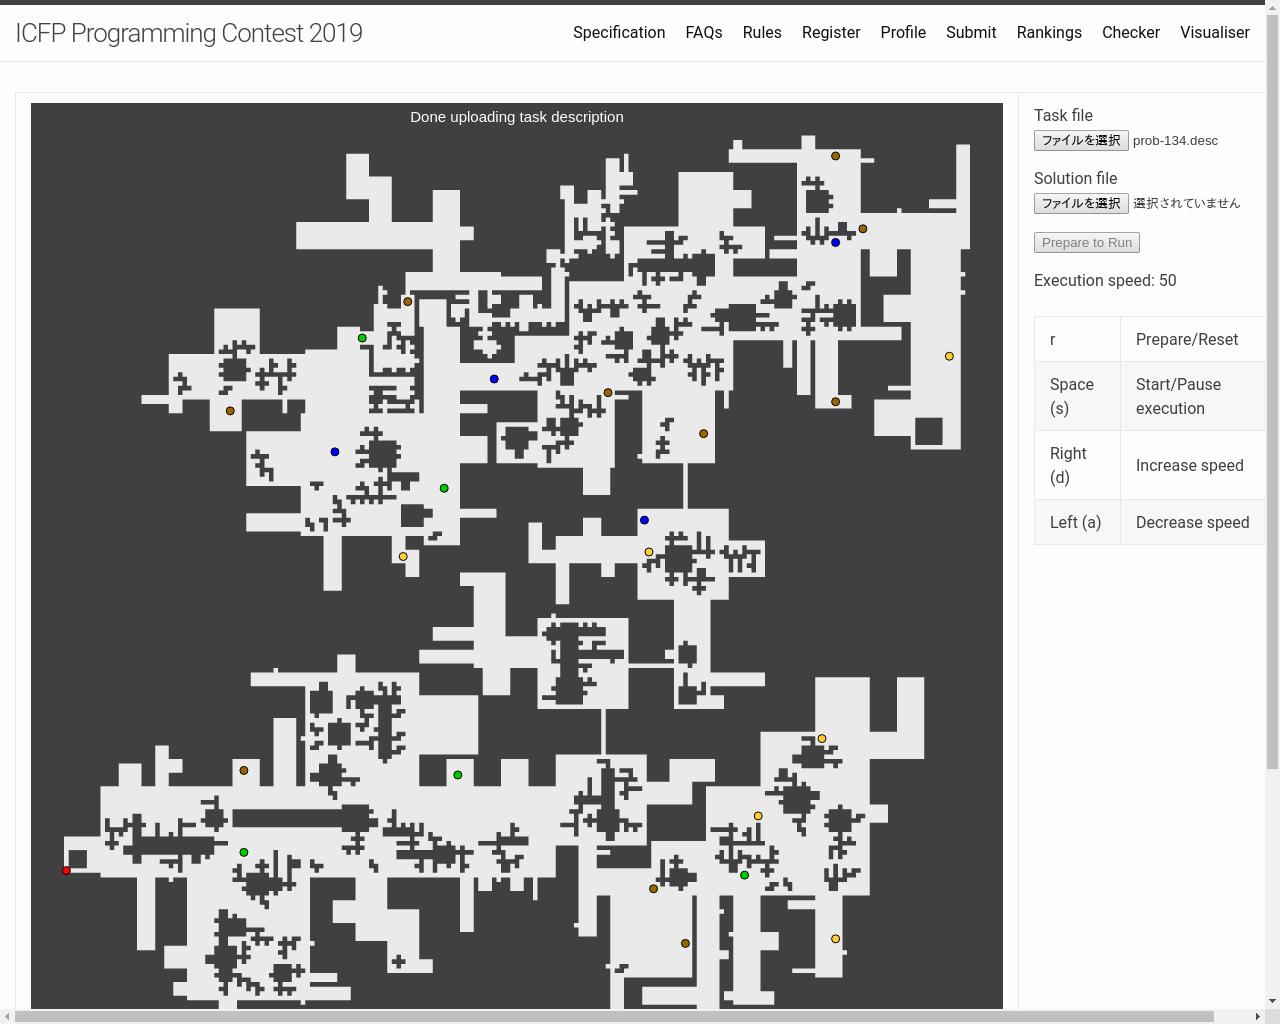 ICFP Programming Contest 2019
Specification FAQs Rules Register Profile Submit Rankings Checker Visualiser
Done uploading task description
Task file
ファイルを選択 prob-134.desc
Solution file
ファイルを選択 選択されていません
Prepare to Run
Execution speed: 50
r Prepare/Reset
Space (s) Start/Pause execution
Right (d) Increase speed
Left (a) Decrease speed